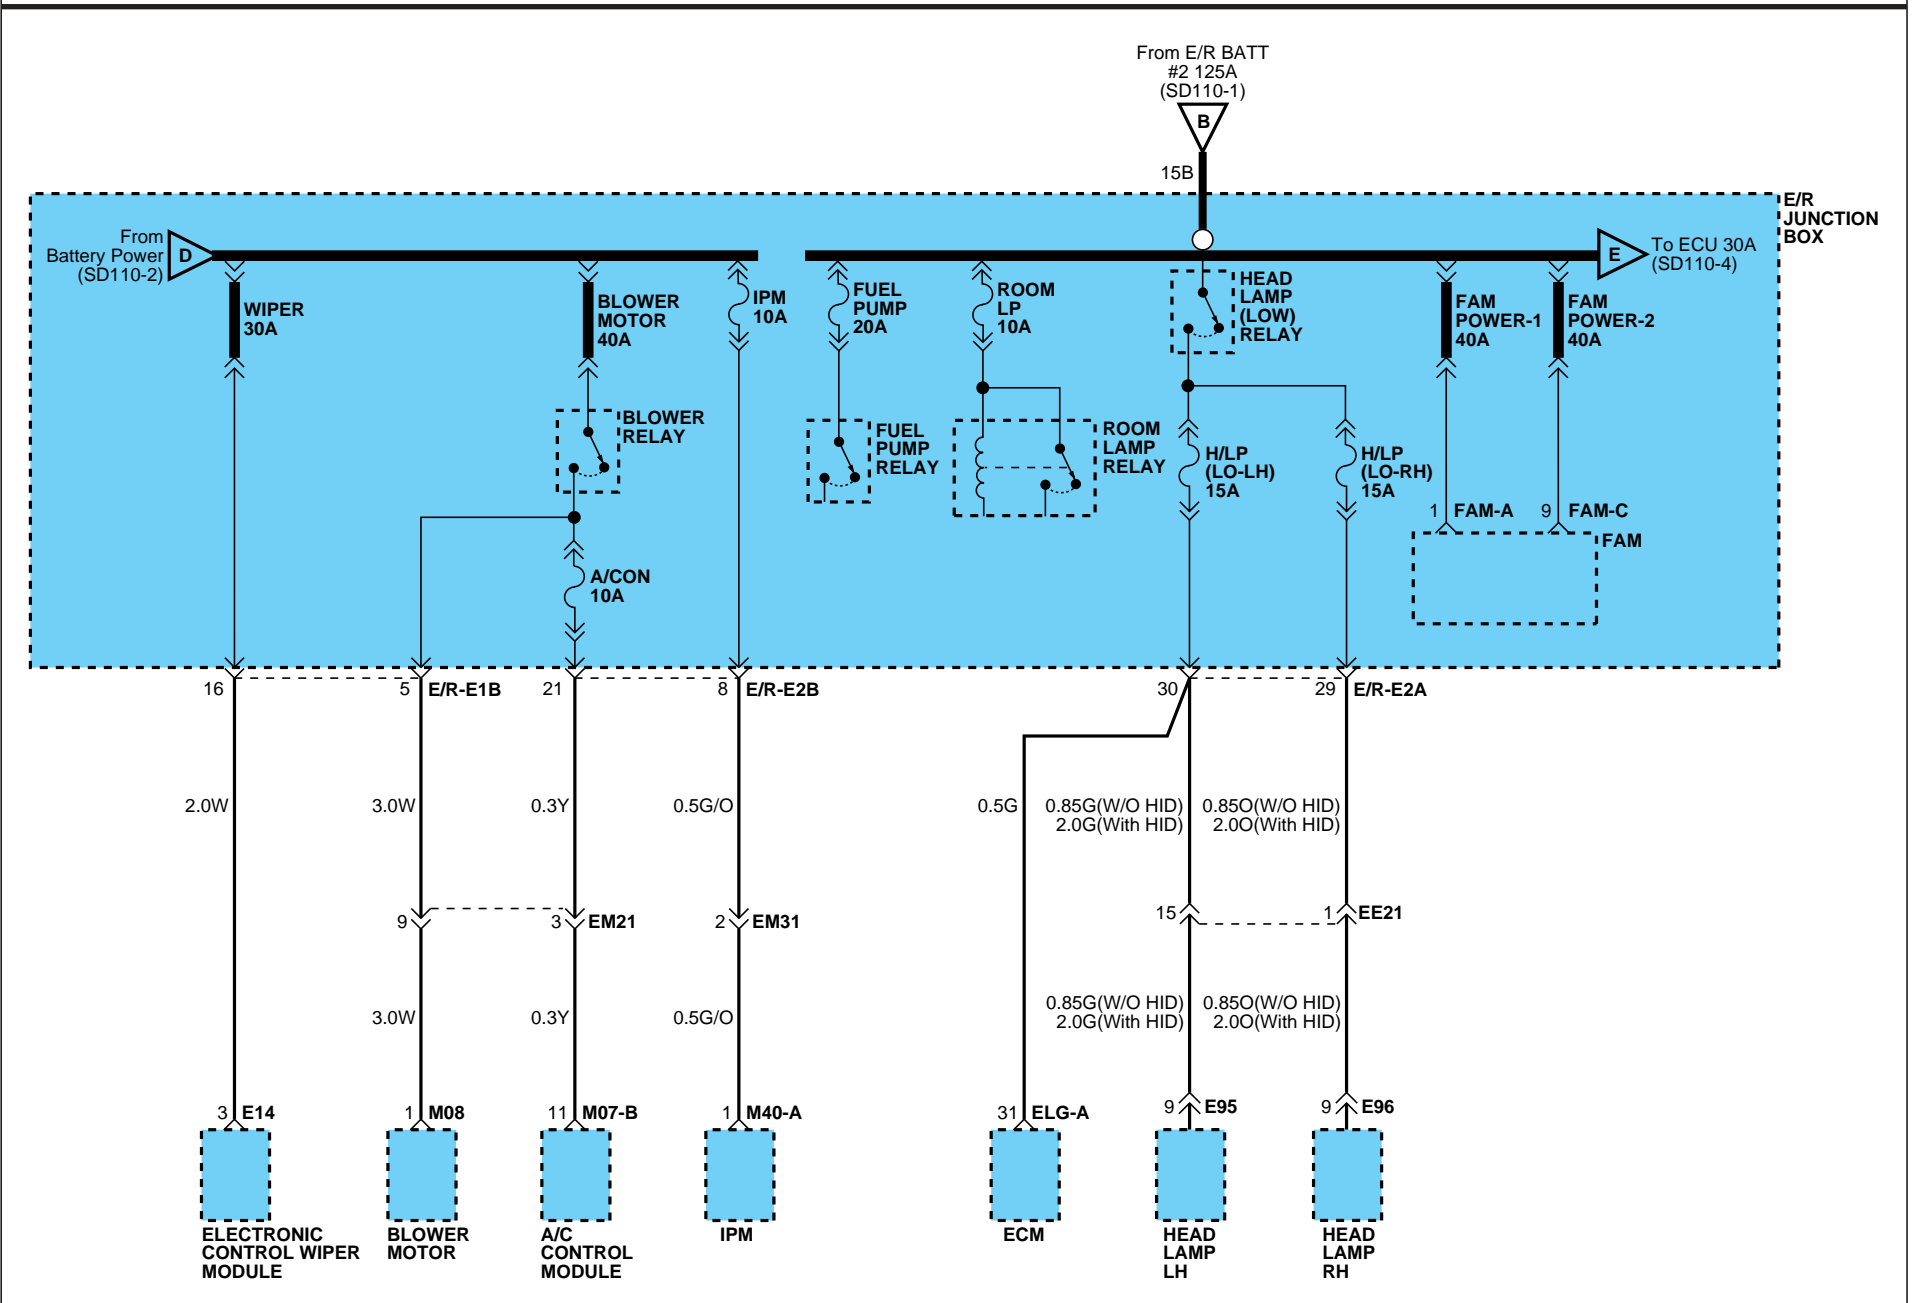 From E/R BATT
#2 125A
(SD110-1)
B
15B
E/R
JUNCTION
BOX
From
Battery Power
(SD110-2)
D
E
To ECU 30A
(SD110-4)
WIPER
30A
BLOWER
MOTOR
40A
IPM
10A
FUEL
PUMP
20A
ROOM
LP
10A
HEAD
LAMP
(LOW)
RELAY
FAM
POWER-1
40A
FAM
POWER-2
40A
BLOWER
RELAY
FUEL
PUMP
RELAY
ROOM
LAMP
RELAY
H/LP
(LO-LH)
15A
H/LP
(LO-RH)
15A
1 FAM-A
9 FAM-C
FAM
A/CON
10A
16
5 E/R-E1B
21
8 E/R-E2B
30
29 E/R-E2A
2.0W
3.0W
0.3Y
0.5G/O
0.5G
0.85G(W/O HID)
2.0G(With HID)
0.85O(W/O HID)
2.0O(With HID)
9
3 EM21
2 EM31
15
1 EE21
3.0W
0.3Y
0.5G/O
0.85G(W/O HID)
2.0G(With HID)
0.85O(W/O HID)
2.0O(With HID)
3 E14
1 M08
11 M07-B
1 M40-A
31 ELG-A
9 E95
9 E96
ELECTRONIC
CONTROL WIPER
MODULE
BLOWER
MOTOR
A/C
CONTROL
MODULE
IPM
ECM
HEAD
LAMP
LH
HEAD
LAMP
RH